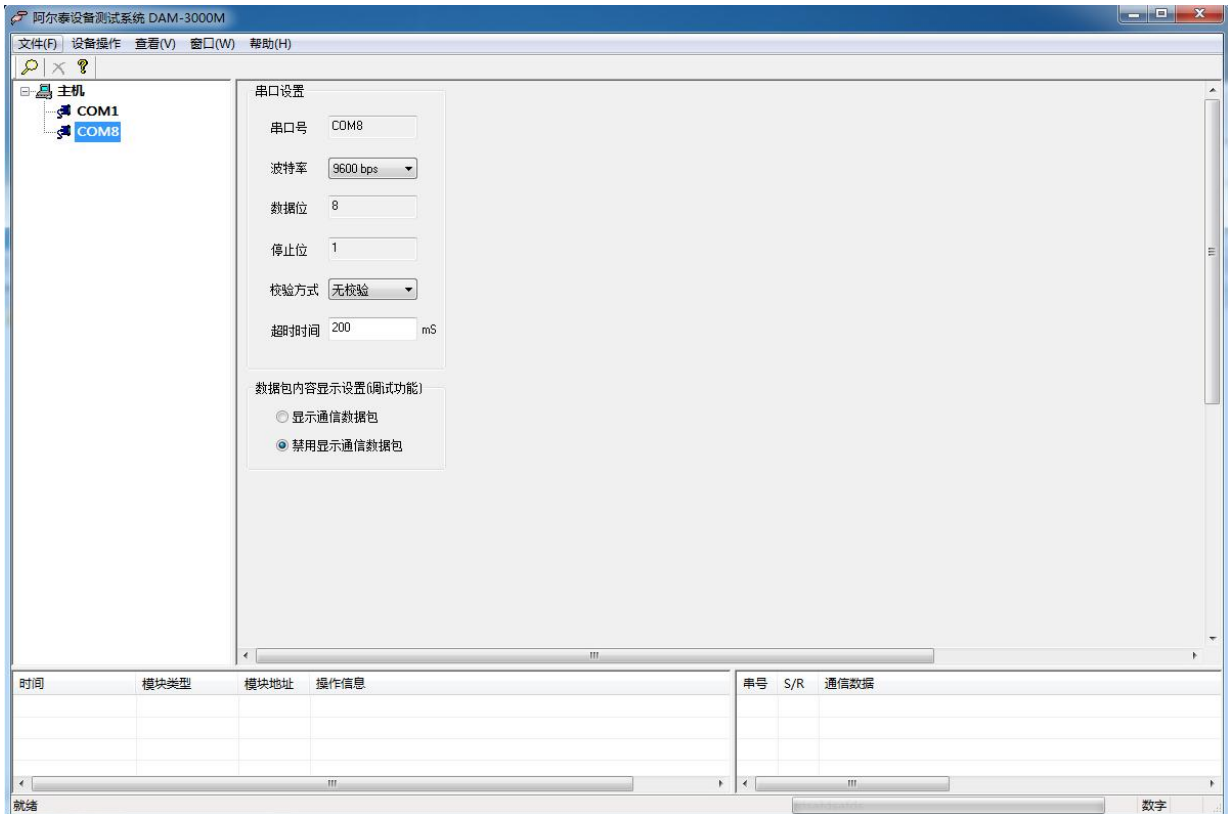 阿尔泰设备测试系统 DAM-3000M
文件(F) 设备操作 查看(V) 窗口(W) 帮助(H)
主机
COM1
COM8
串口设置
串口号 COM8
波特率 9600 bps
数据位 8
停止位 1
校验方式 无校验
超时时间 200 mS
数据包内容显示设置(调试功能)
显示通信数据包
禁用显示通信数据包
时间 模块类型 模块地址 操作信息
串号 S/R 通信数据
就绪 数字